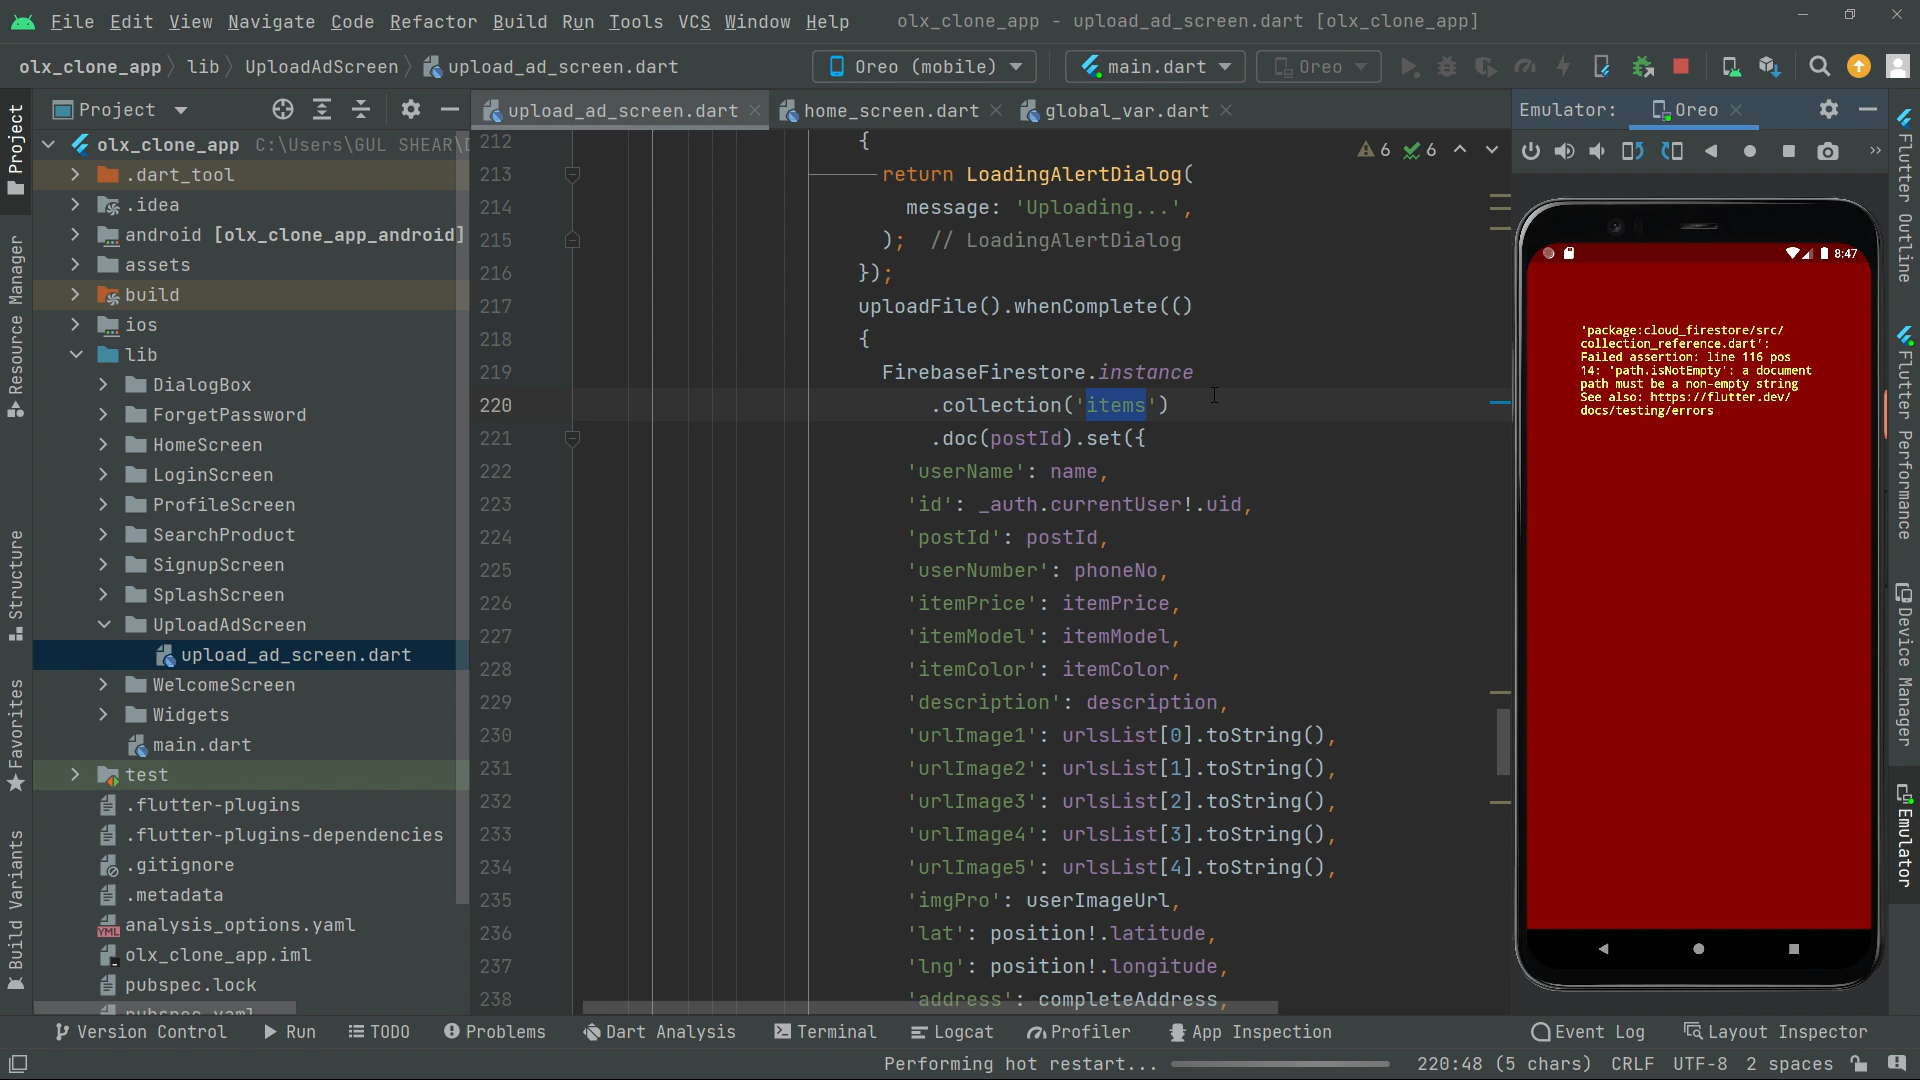 File Edit View Navigate Code Refactor Build Run Tools VCS Window Help olx_clone_app - upload_ad_screen.dart [olx_clone_app]
olx_clone_app lib UploadAdScreen upload_ad_screen.dart Oreo (mobile) main.dart Oreo
Project upload_ad_screen.dart home_screen.dart global_var.dart Emulator: Oreo
Project
Resource Manager
Structure
Favorites
Build Variants
olx_clone_app C:\Users\GUL SHEAR\
.dart_tool
.idea
android [olx_clone_app_android]
assets
build
ios
lib
DialogBox
ForgetPassword
HomeScreen
LoginScreen
ProfileScreen
SearchProduct
SignupScreen
SplashScreen
UploadAdScreen
upload_ad_screen.dart
WelcomeScreen
Widgets
main.dart
test
.flutter-plugins
.flutter-plugins-dependencies
.gitignore
.metadata
analysis_options.yaml
olx_clone_app.iml
pubspec.lock
pubspec.yaml
6 6
212 {
213 return LoadingAlertDialog(
214 message: 'Uploading...',
215 ); // LoadingAlertDialog
216 });
217 uploadFile().whenComplete(()
218 {
219 FirebaseFirestore.instance
220 .collection('items')
221 .doc(postId).set({
222 'userName': name,
223 'id': _auth.currentUser!.uid,
224 'postId': postId,
225 'userNumber': phoneNo,
226 'itemPrice': itemPrice,
227 'itemModel': itemModel,
228 'itemColor': itemColor,
229 'description': description,
230 'urlImage1': urlsList[0].toString(),
231 'urlImage2': urlsList[1].toString(),
232 'urlImage3': urlsList[2].toString(),
233 'urlImage4': urlsList[3].toString(),
234 'urlImage5': urlsList[4].toString(),
235 'imgPro': userImageUrl,
236 'lat': position!.latitude,
237 'lng': position!.longitude,
238 'address': completeAddress,
8:47
'package:cloud_firestore/src/
collection_reference.dart':
Failed assertion: line 116 pos
14: 'path.isNotEmpty': a document
path must be a non-empty string
See also: https://flutter.dev/
docs/testing/errors
Flutter Outline
Flutter Performance
Device Manager
Emulator
Version Control Run TODO Problems Dart Analysis Terminal Logcat Profiler App Inspection Event Log Layout Inspector
Performing hot restart... 220:48 (5 chars) CRLF UTF-8 2 spaces